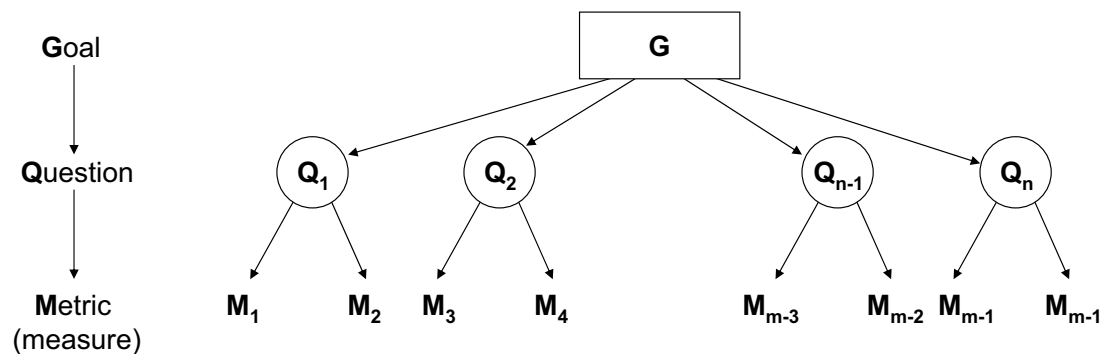 Goal
G
Question
Q1
Q2
Qn-1
Qn
Metric
(measure)
M1
M2
M3
M4
Mm-3
Mm-2
Mm-1
Mm-1